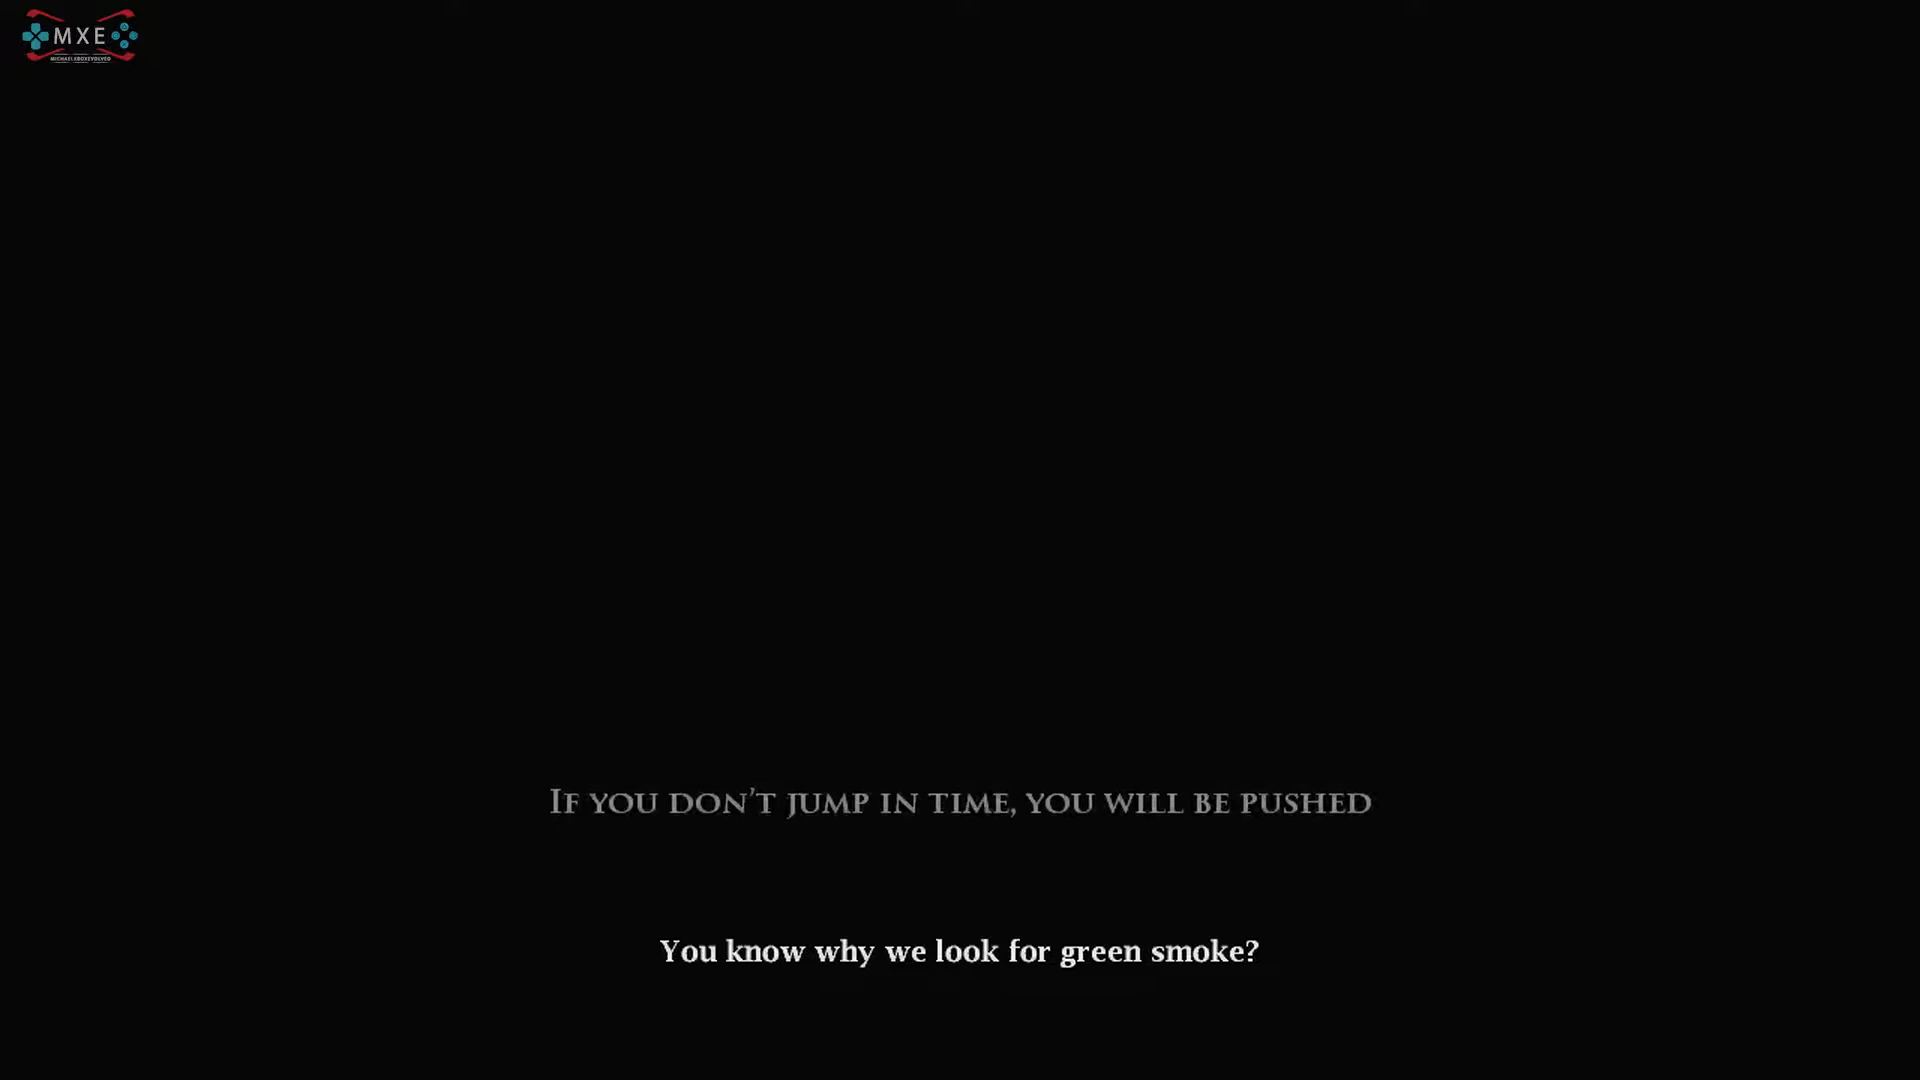 MXE
MICHAELXBOXEVOLVED
IF YOU DON'T JUMP IN TIME, YOU WILL BE PUSHED
You know why we look for green smoke?